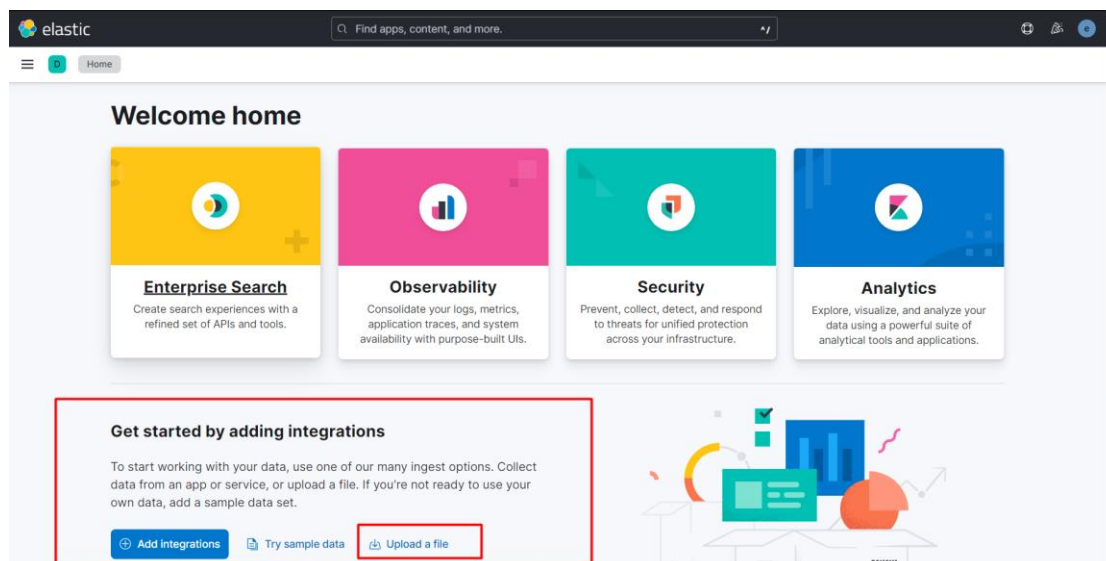 elastic
Find apps, content, and more.
^/
e
D
Home
Welcome home
Enterprise Search
Create search experiences with a
refined set of APIs and tools.
Observability
Consolidate your logs, metrics,
application traces, and system
availability with purpose-built UIs.
Security
Prevent, collect, detect, and respond
to threats for unified protection
across your infrastructure.
Analytics
Explore, visualize, and analyze your
data using a powerful suite of
analytical tools and applications.
Get started by adding integrations
To start working with your data, use one of our many ingest options. Collect
data from an app or service, or upload a file. If you're not ready to use your
own data, add a sample data set.
Add integrations
Try sample data
Upload a file